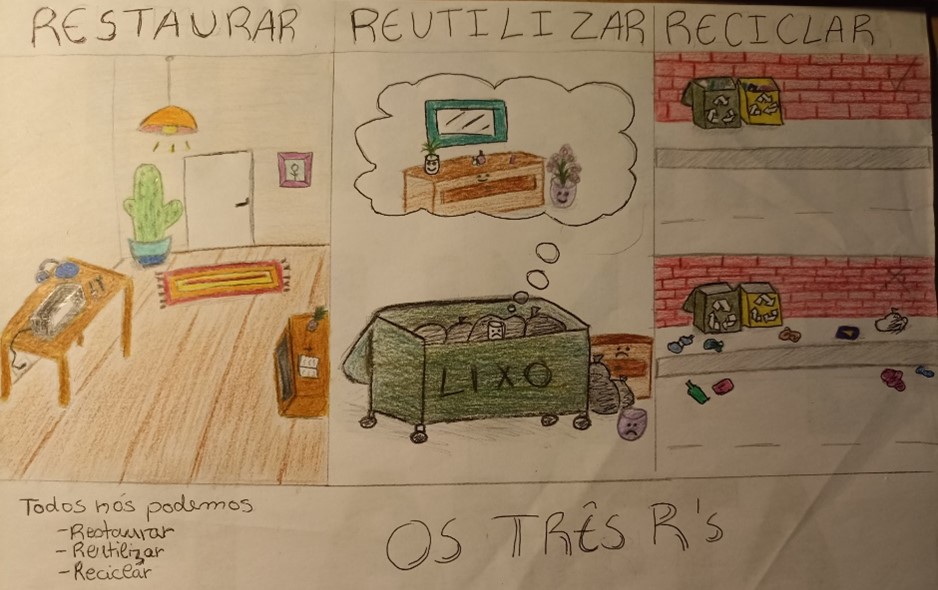 RESTAURAR
REUTILIZAR
RECICLAR
LIXO
Todos nós podemos
-Restaurar
-Reutilizar
-Reciclar
OS TRÊS R's